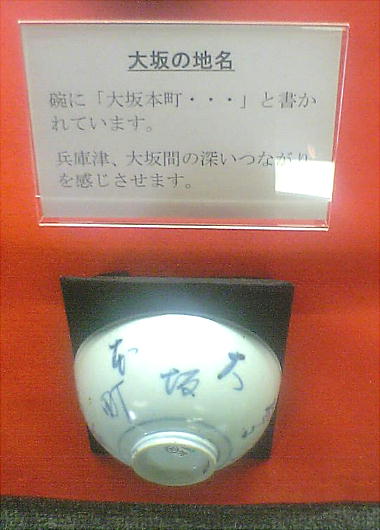 大坂の地名
碗に「大坂本町・・・」と書か
れています。
兵庫津、大坂間の深いつながり
を感じさせます。
大
坂
本
町